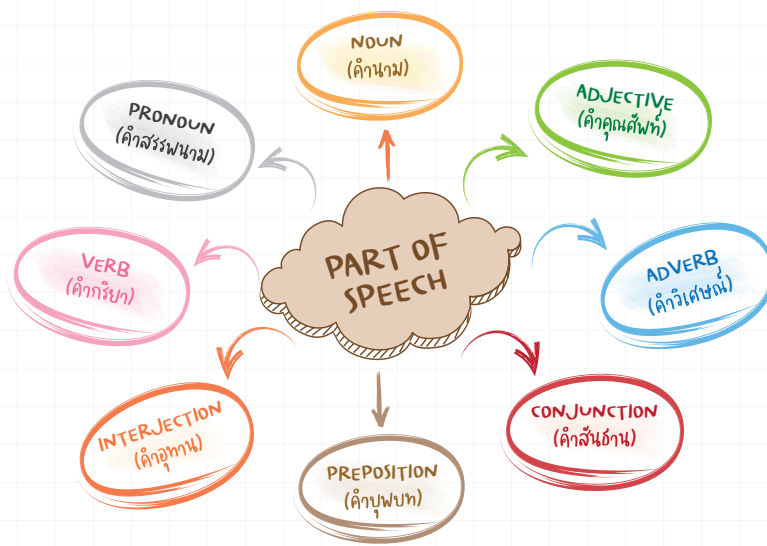 NOUN
(คำนาม)
ADJECTIVE
(คำคุณศัพท์)
PRONOUN
(คำสรรพนาม)
PART OF
SPEECH
VERB
(คำกริยา)
ADVERB
(คำวิเศษณ์)
INTERJECTION
(คำอุทาน)
CONJUNCTION
(คำสันธาน)
PREPOSITION
(คำบุพบท)